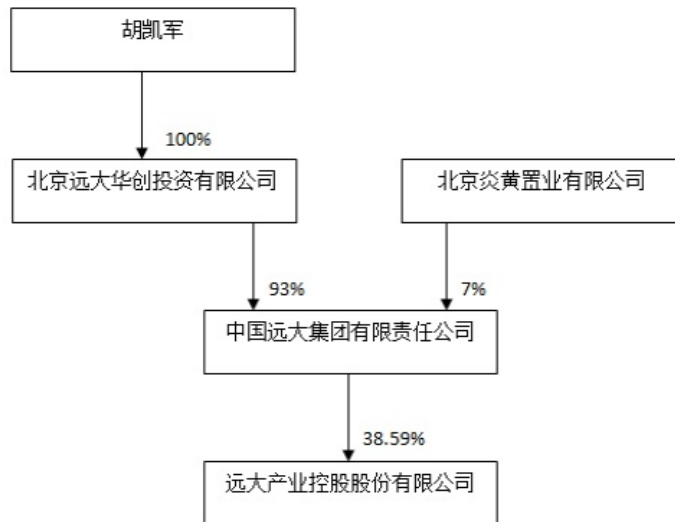 胡凯军
100%
北京远大华创投资有限公司
北京炎黄置业有限公司
93%
7%
中国远大集团有限责任公司
38.59%
远大产业控股股份有限公司